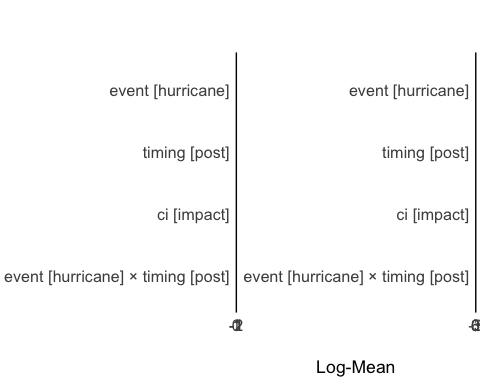 event [hurricane] event [hurricane]
timing [post] timing [post]
ci [impact] ci [impact]
event [hurricane] × timing [post] event [hurricane] × timing [post]
Log-Mean